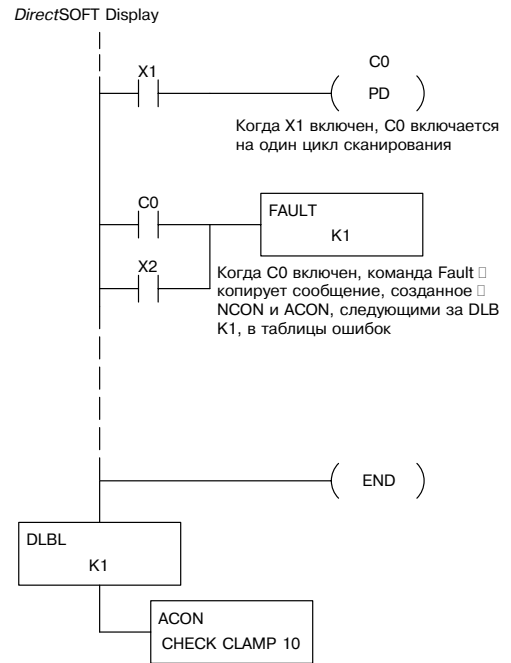 DirectSOFT Display
X1
C0
PD
Когда X1 включен, C0 включается
на один цикл сканирования
C0
FAULT
K1
X2
Когда C0 включен, команда Fault
копирует сообщение, созданное
NCON и ACON, следующими за DLB
K1, в таблицы ошибок
END
DLBL
K1
ACON
CHECK CLAMP 10